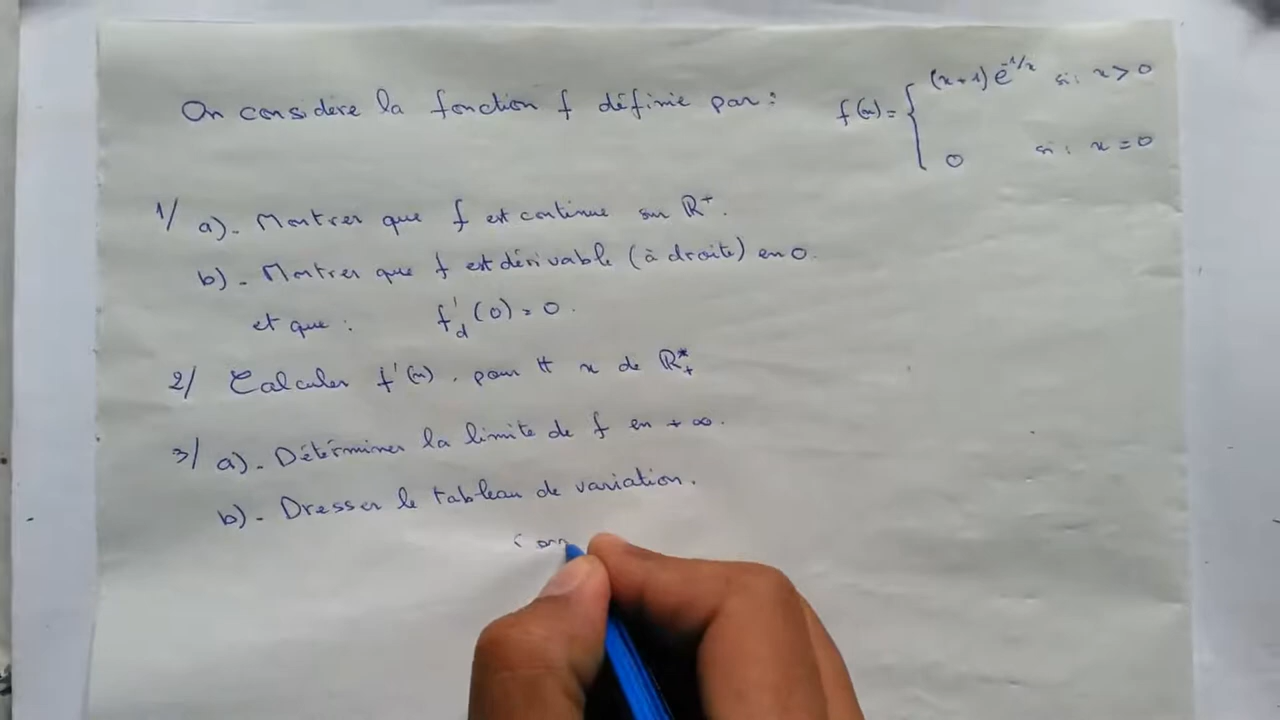 On considère la fonction f définie par : f(x) = { (x+1) e^-1/x si : x > 0
0 si : x = 0
1/ a)- Montrer que f est continue sur ℝ+.
b)- Montrer que f est dérivable (à droite) en 0.
et que : f'd (0) = 0.
2/ Calculer f'(x). pour tt x de ℝ*+
3/ a)- Détérminer la limite de f en +∞.
b)- Dresser le tableau de variation.